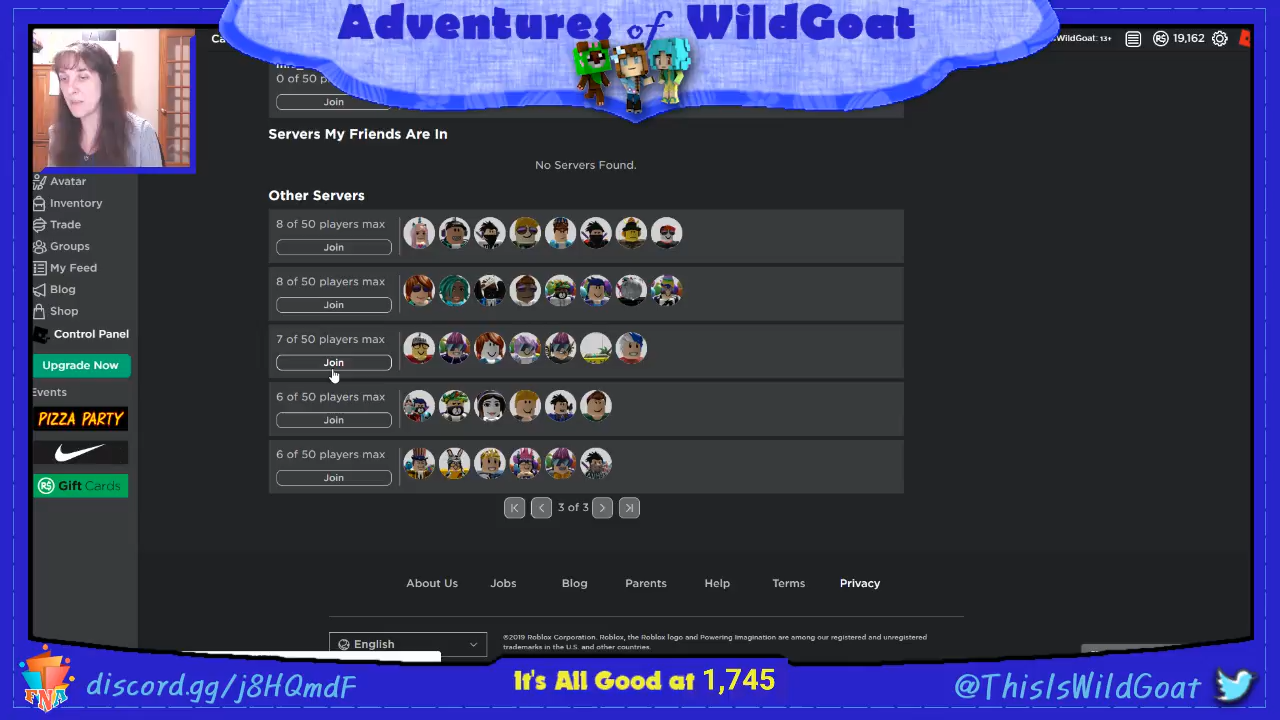 Adventures of WildGoat
WildGoat: 13+
19,162
0 of 50
Join
Servers My Friends Are In
No Servers Found.
Other Servers
8 of 50 players max
Join
8 of 50 players max
Join
7 of 50 players max
Join
6 of 50 players max
Join
6 of 50 players max
Join
3 of 3
Avatar
Inventory
Trade
Groups
My Feed
Blog
Shop
Control Panel
Upgrade Now
Events
PIZZA PARTY
Gift Cards
About Us
Jobs
Blog
Parents
Help
Terms
Privacy
English
©2019 Roblox Corporation. Roblox, the Roblox logo and Powering Imagination are among our registered and unregistered
trademarks in the U.S. and other countries.
FNA
discord.gg/j8HQmdF
It's All Good at 1,745
@ThisIsWildGoat